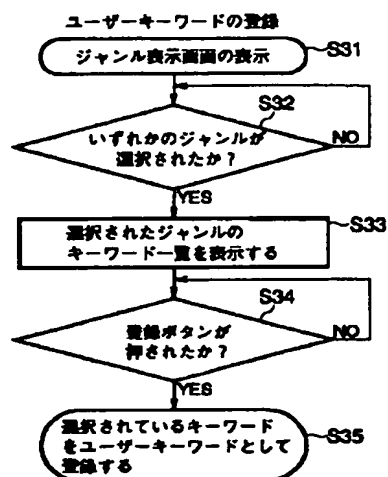 ユーザーキーワードの登録
ジャンル表示画面の表示
S31
S32
いずれかのジャンルが
選択されたか？
NO
YES
選択されたジャンルの
キーワード一覧を表示する
S33
S34
登録ボタンが
押されたか？
NO
YES
選択されているキーワード
をユーザーキーワードとして
登録する
S35